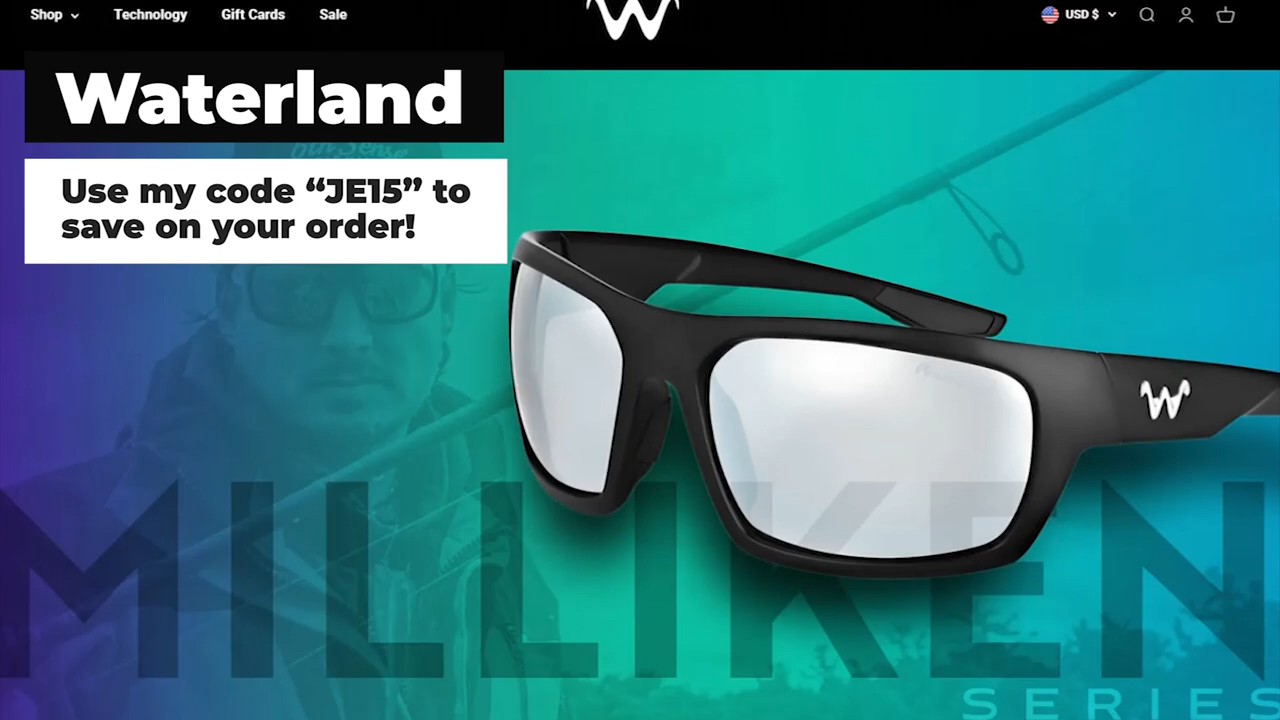 Shop
Technology
Gift Cards
Sale
USD $
Waterland
Use my code “JE15” to
save on your order!
MILLIKEN
SERIES